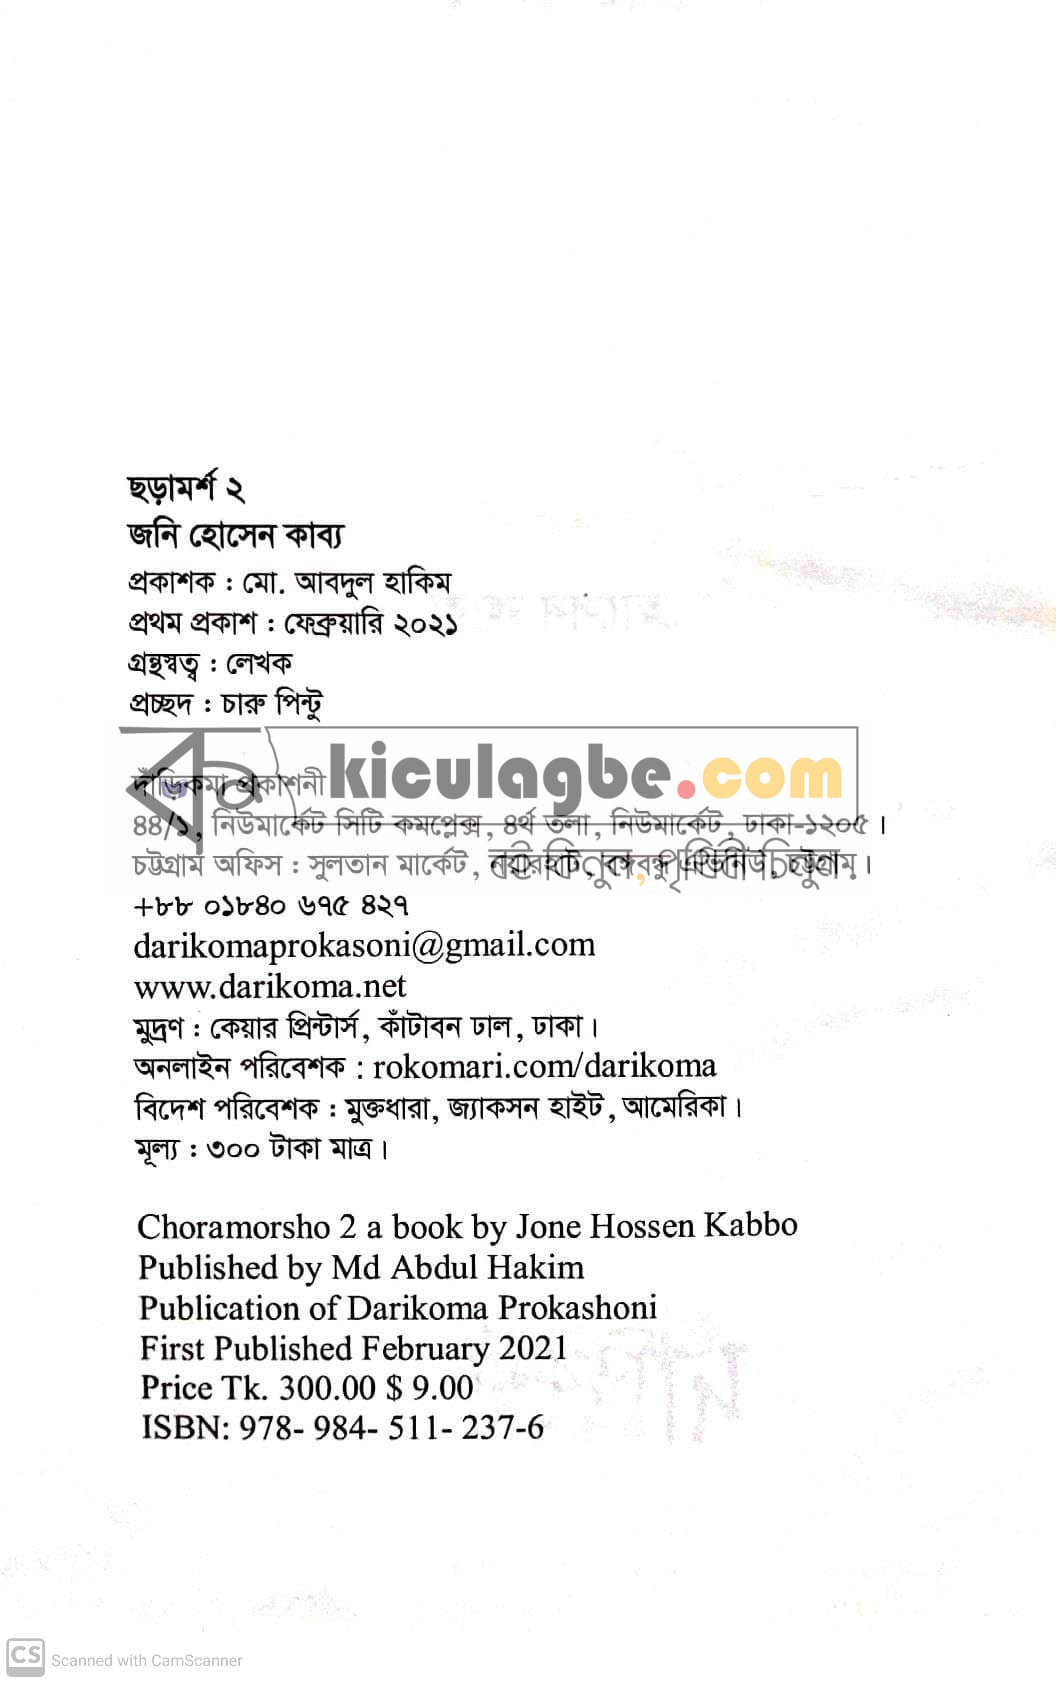 ছড়ামর্শ ২
জনি হোসেন কাব্য
প্রকাশক : মো. আবদুল হাকিম
প্রথম প্রকাশ : ফেব্রুয়ারি ২০২১
গ্রন্থস্বত্ব : লেখক
প্রচ্ছদ : চারু পিন্টু
kiculagbe.com
দাঁড়িকমা প্রকাশনী
৪৪/১, নিউমার্কেট সিটি কমপ্লেক্স, ৪র্থ তলা, নিউমার্কেট, ঢাকা-১২০৫ ।
চট্টগ্রাম অফিস : সুলতান মার্কেট, নয়ারহাট, বঙ্গবন্ধু এভিনিউ, চট্টগ্রাম ।
বই কিনুন, পৃথিবী চিনুন.
+৮৮ ০১৮৪০ ৬৭৫ ৪২৭
darikomaprokasoni@gmail.com
www.darikoma.net
মুদ্রণ : কেয়ার প্রিন্টার্স, কাঁটাবন ঢাল, ঢাকা ।
অনলাইন পরিবেশক : rokomari.com/darikoma
বিদেশ পরিবেশক : মুক্তধারা, জ্যাকসন হাইট, আমেরিকা ।
মূল্য : ৩০০ টাকা মাত্র ।
Choramorsho 2 a book by Jone Hossen Kabbo
Published by Md Abdul Hakim
Publication of Darikoma Prokashoni
First Published February 2021
Price Tk. 300.00 $ 9.00
ISBN: 978- 984- 511- 237-6
CS Scanned with CamScanner